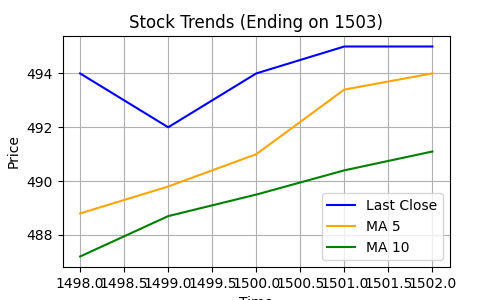 Stock Trends (Ending on 1503)
Price
494
492
490
488
Last Close
MA 5
MA 10
1498.0 1498.5 1499.0 1499.5 1500.0 1500.5 1501.0 1501.5 1502.0
Time